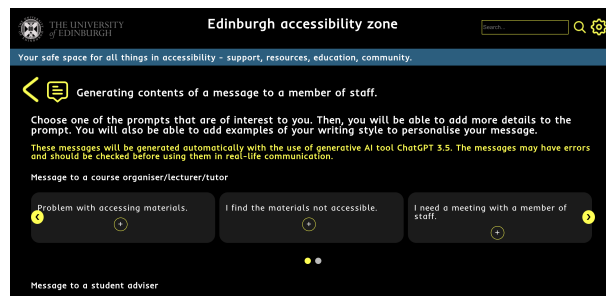 THE UNIVERSITY
of EDINBURGH
Edinburgh accessibility zone
Search...
Your safe space for all things in accessibility – support, resources, education, community.
Generating contents of a message to a member of staff.
Choose one of the prompts that are of interest to you. Then, you will be able to add more details to the
prompt. You will also be able to add examples of your writing style to personalise your message.
These messages will be generated automatically with the use of generative AI tool ChatGPT 3.5. The messages may have errors
and should be checked before using them in real-life communication.
Message to a course organiser/lecturer/tutor
Problem with accessing materials.
I find the materials not accessible.
I need a meeting with a member of
staff.
Message to a student adviser